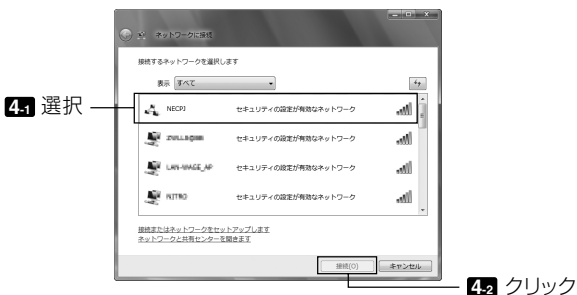 ネットワークに接続
接続するネットワークを選択します
表示 すべて
4-1 選択
NECPJ セキュリティの設定が有効なネットワーク
セキュリティの設定が有効なネットワーク
セキュリティの設定が有効なネットワーク
NITRO セキュリティの設定が有効なネットワーク
接続またはネットワークをセットアップします
ネットワークと共有センターを開きます
接続(O) キャンセル
4-2 クリック